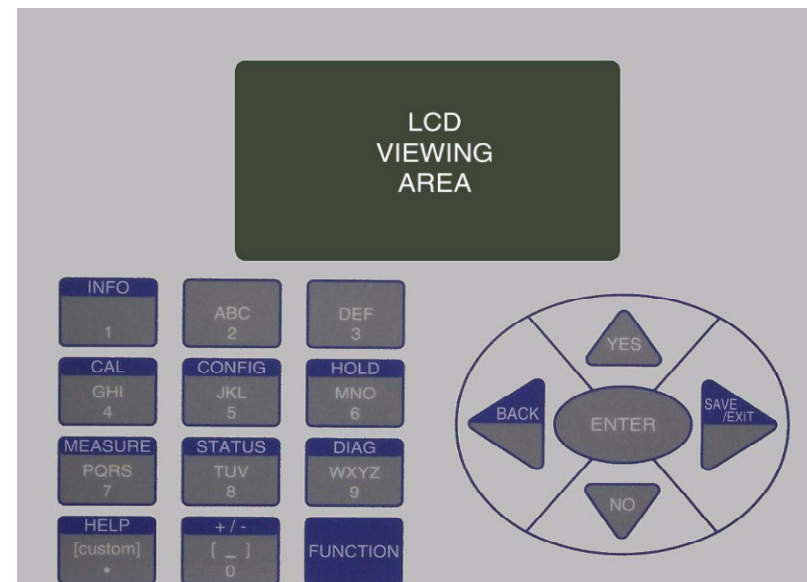 LCD
VIEWING
AREA
INFO
1
ABC
2
DEF
3
CAL
GHI
4
CONFIG
JKL
5
HOLD
MNO
6
MEASURE
PQRS
7
STATUS
TUV
8
DIAG
WXYZ
9
HELP
[custom]
•
+ / -
[ _ ]
0
FUNCTION
YES
BACK
ENTER
SAVE
/EXIT
NO